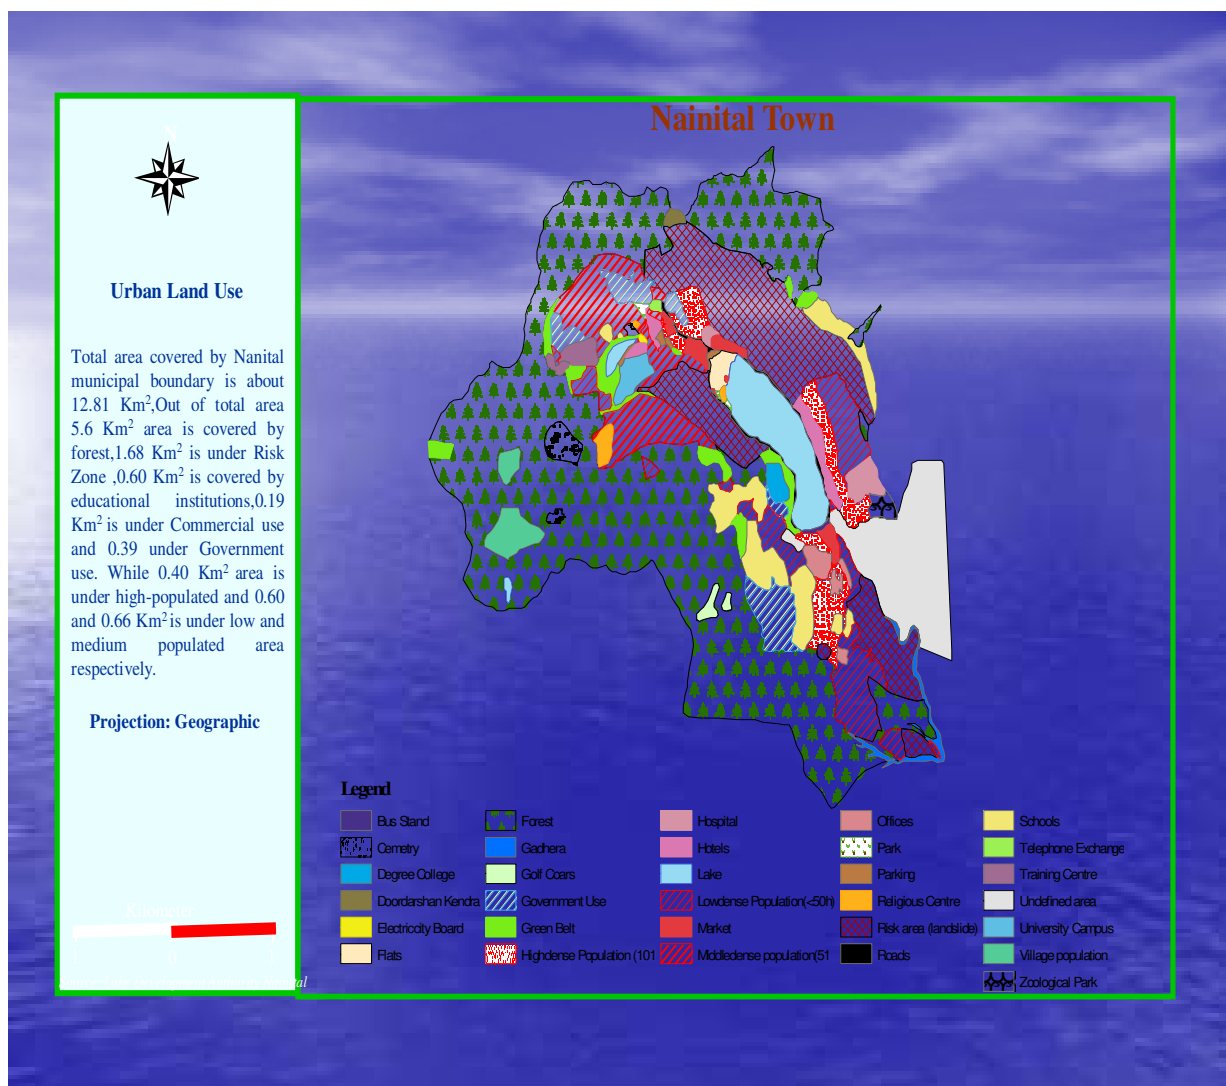 Nainital Town
N
Urban Land Use
Total area covered by Nanital
municipal boundary is about
12.81 Km²,Out of total area
5.6 Km² area is covered by
forest,1.68 Km² is under Risk
Zone ,0.60 Km² is covered by
educational institutions,0.19
Km² is under Commercial use
and 0.39 under Government
use. While 0.40 Km² area is
under high-populated and 0.60
and 0.66 Km² is under low and
medium populated area
respectively.
Projection: Geographic
Kilometer
1 0 1
Legend
Bus Stand
Cemetry
Degree College
Doordarshan Kendra
Electriccity Board
Flats
Forest
Gadhera
Golf Coars
Government Use
Green Belt
Highdense Population (101
Hospital
Hotels
Lake
Lowdense Population(<50h)
Market
Middledense population(51
Offices
Park
Parking
Religious Centre
Risk area (landslide)
Roads
Schools
Telephone Exchange
Training Centre
Undefined area
University Campus
Village population
Zoological Park